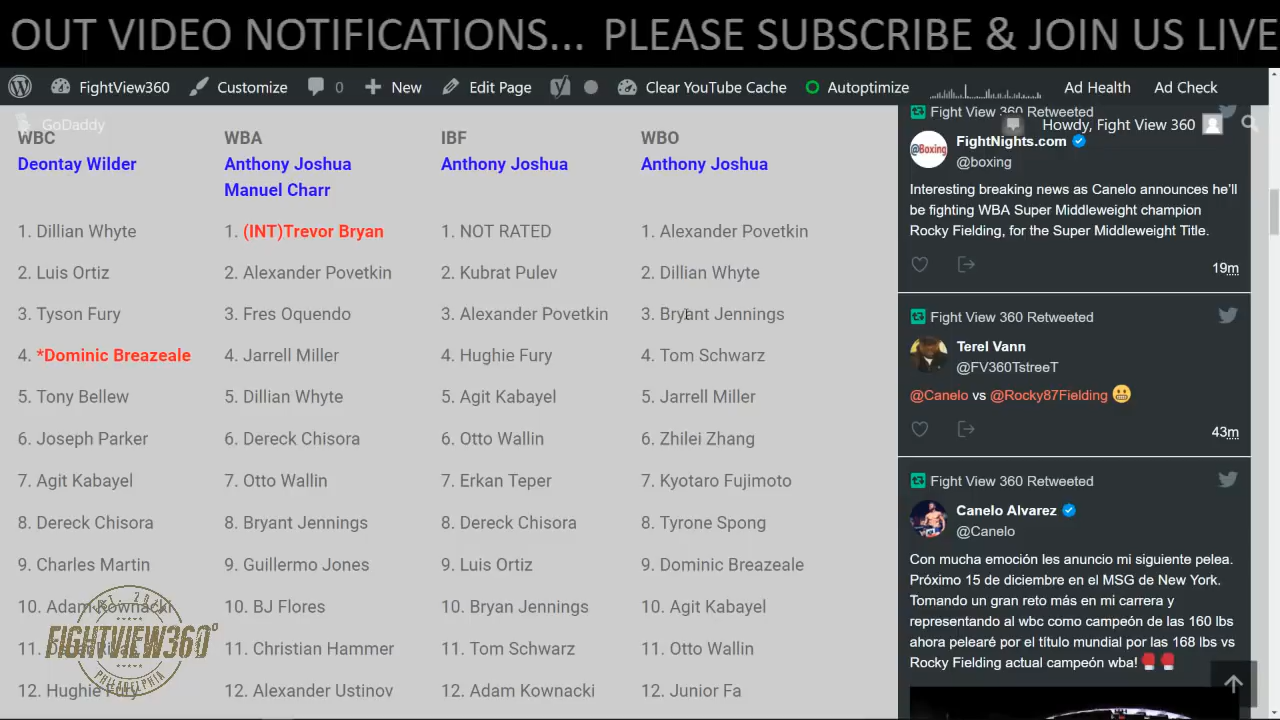 OUT VIDEO NOTIFICATIONS... PLEASE SUBSCRIBE & JOIN US LIVE
FightView360 Customize 0 New Edit Page Clear YouTube Cache Autoptimize Ad Health Ad Check
GoDaddy
Howdy, Fight View 360
WBC
Deontay Wilder
1. Dillian Whyte
2. Luis Ortiz
3. Tyson Fury
4. *Dominic Breazeale
5. Tony Bellew
6. Joseph Parker
7. Agit Kabayel
8. Dereck Chisora
9. Charles Martin
10. Adam Kownacki
11.
12. Hughie Fury
WBA
Anthony Joshua
Manuel Charr
1. (INT)Trevor Bryan
2. Alexander Povetkin
3. Fres Oquendo
4. Jarrell Miller
5. Dillian Whyte
6. Dereck Chisora
7. Otto Wallin
8. Bryant Jennings
9. Guillermo Jones
10. BJ Flores
11. Christian Hammer
12. Alexander Ustinov
IBF
Anthony Joshua
1. NOT RATED
2. Kubrat Pulev
3. Alexander Povetkin
4. Hughie Fury
5. Agit Kabayel
6. Otto Wallin
7. Erkan Teper
8. Dereck Chisora
9. Luis Ortiz
10. Bryan Jennings
11. Tom Schwarz
12. Adam Kownacki
WBO
Anthony Joshua
1. Alexander Povetkin
2. Dillian Whyte
3. Bryant Jennings
4. Tom Schwarz
5. Jarrell Miller
6. Zhilei Zhang
7. Kyotaro Fujimoto
8. Tyrone Spong
9. Dominic Breazeale
10. Agit Kabayel
11. Otto Wallin
12. Junior Fa
Fight View 360 Retweeted
FightNights.com
@boxing
@Boxing
Interesting breaking news as Canelo announces he'll
be fighting WBA Super Middleweight champion
Rocky Fielding, for the Super Middleweight Title.
19m
Fight View 360 Retweeted
Terel Vann
@FV360TstreeT
@Canelo vs @Rocky87Fielding 😬
43m
Fight View 360 Retweeted
Canelo Alvarez
@Canelo
Con mucha emoción les anuncio mi siguiente pelea.
Próximo 15 de diciembre en el MSG de New York.
Tomando un gran reto más en mi carrera y
representando al wbc como campeón de las 160 lbs
ahora pelearé por el título mundial por las 168 lbs vs
Rocky Fielding actual campeón wba! 🥊🥊
FIGHTVIEW360°
PHILADELPHIA